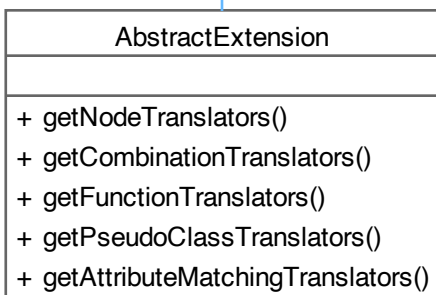 AbstractExtension
+ getNodeTranslators()
+ getCombinationTranslators()
+ getFunctionTranslators()
+ getPseudoClassTranslators()
+ getAttributeMatchingTranslators()